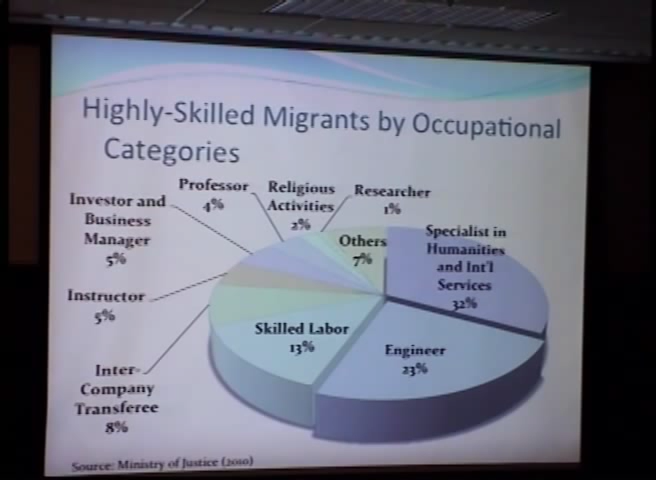 Highly-Skilled Migrants by Occupational
Categories
Professor
4%
Religious
Activities
2%
Researcher
1%
Investor and
Business
Manager
5%
Others
7%
Specialist in
Humanities
and Int'l
Services
32%
Instructor
5%
Skilled Labor
13%
Engineer
23%
Inter-
Company
Transferee
8%
Source: Ministry of Justice (2010)